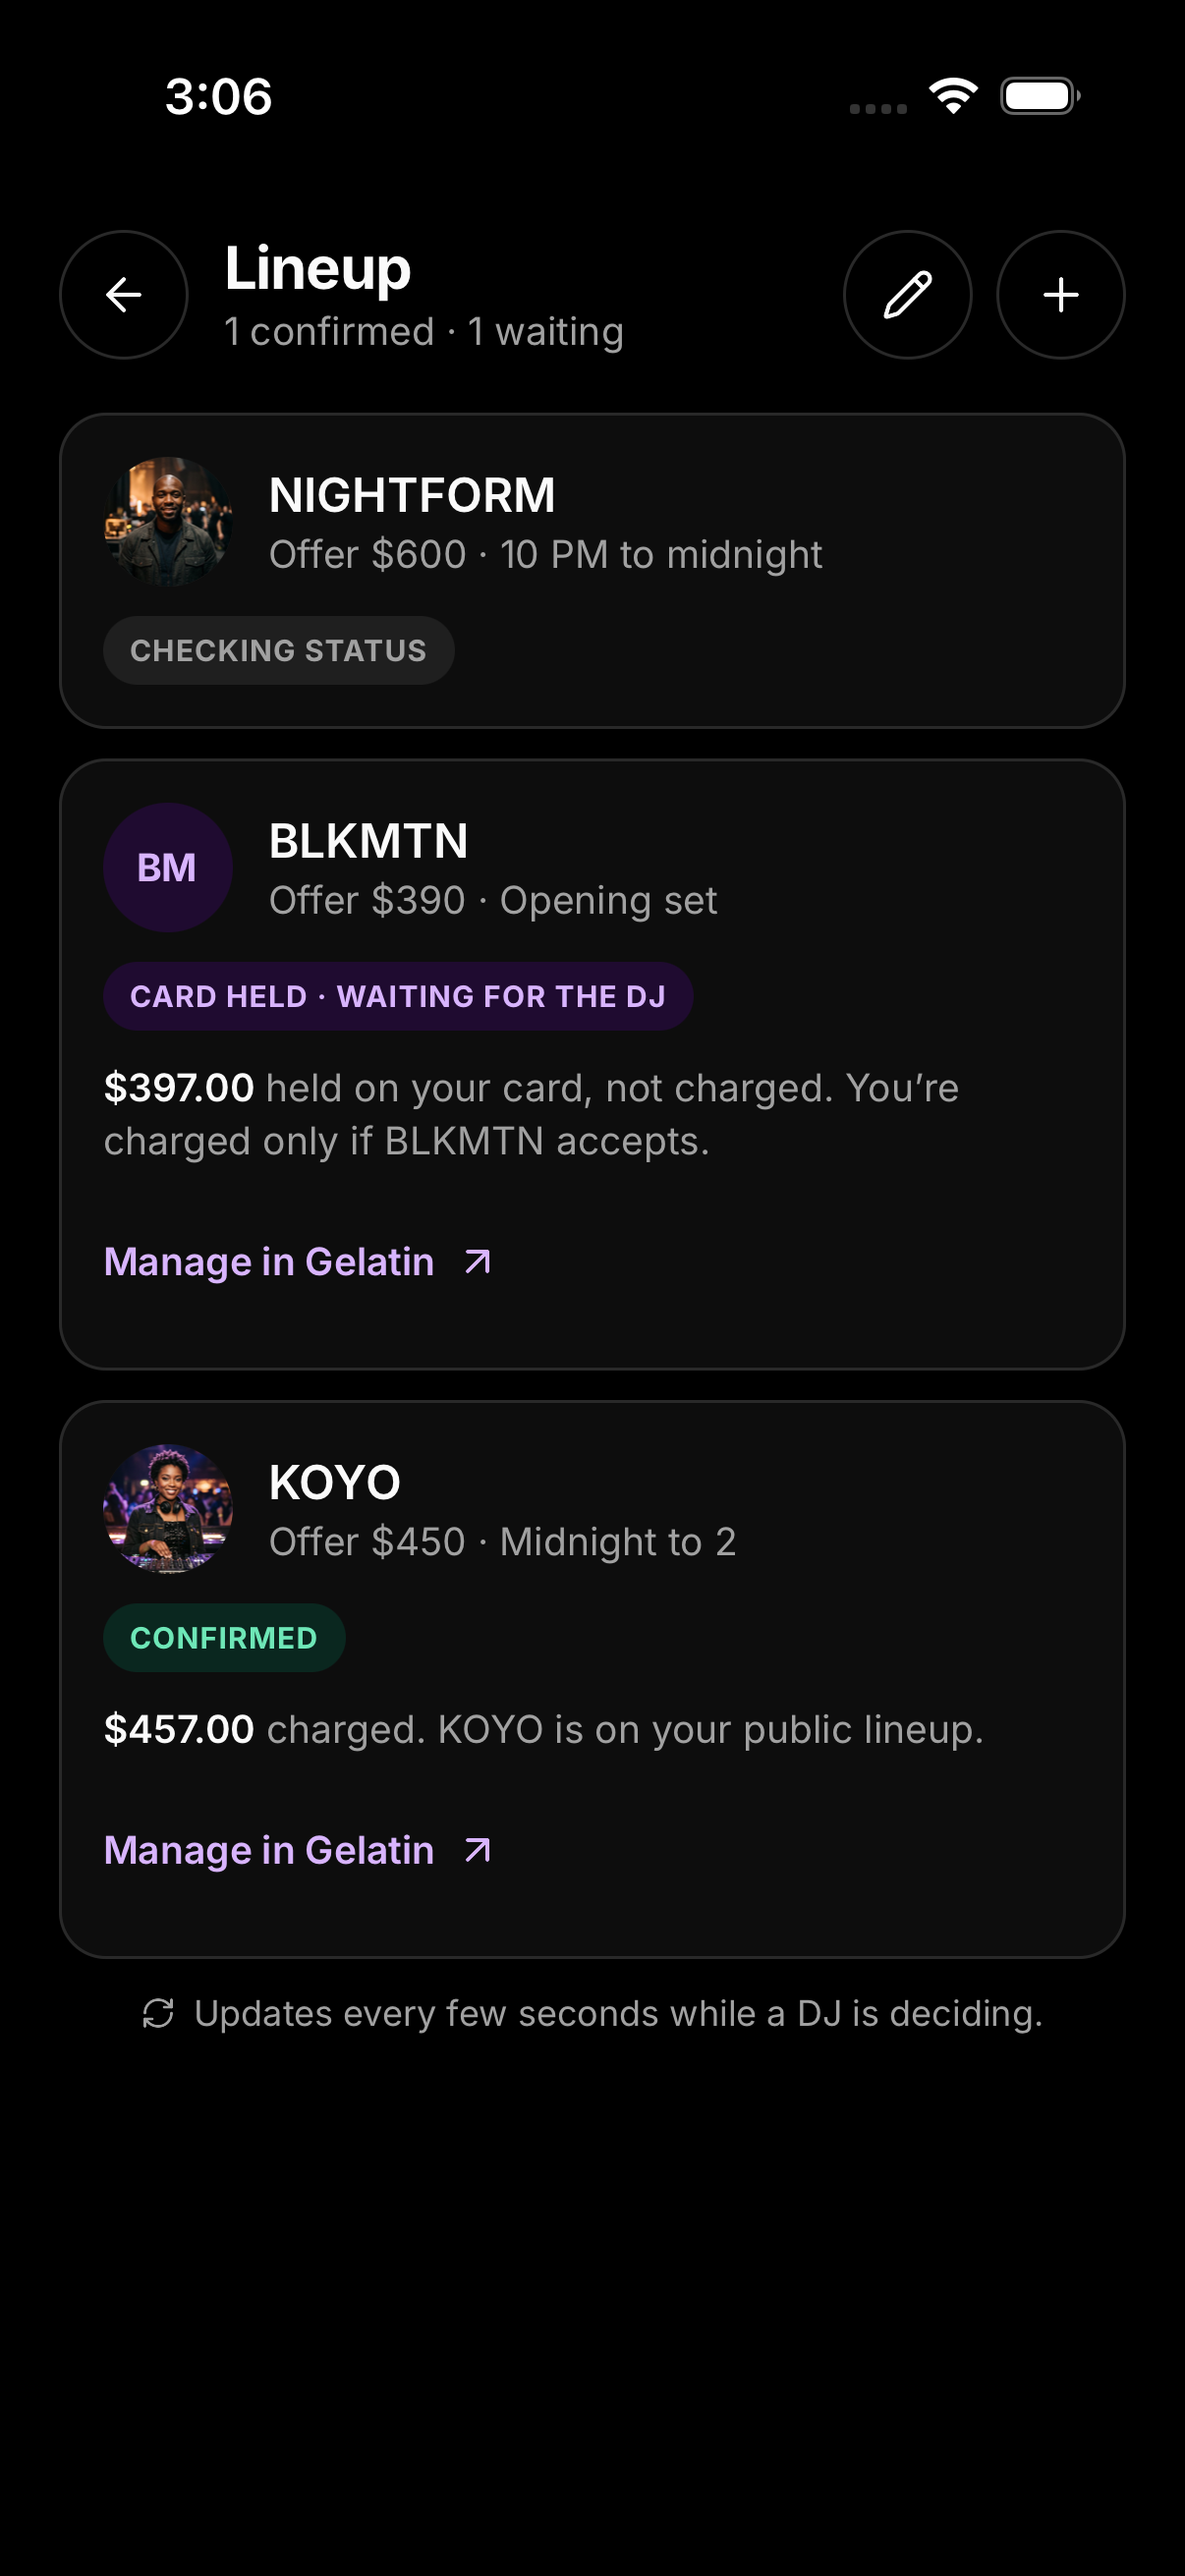 3:06
Lineup
1 confirmed · 1 waiting
NIGHTFORM
Offer $600 · 10 PM to midnight
CHECKING STATUS
BM
BLKMTN
Offer $390 · Opening set
CARD HELD · WAITING FOR THE DJ
$397.00 held on your card, not charged. You’re
charged only if BLKMTN accepts.
Manage in Gelatin
KOYO
Offer $450 · Midnight to 2
CONFIRMED
$457.00 charged. KOYO is on your public lineup.
Manage in Gelatin
Updates every few seconds while a DJ is deciding.